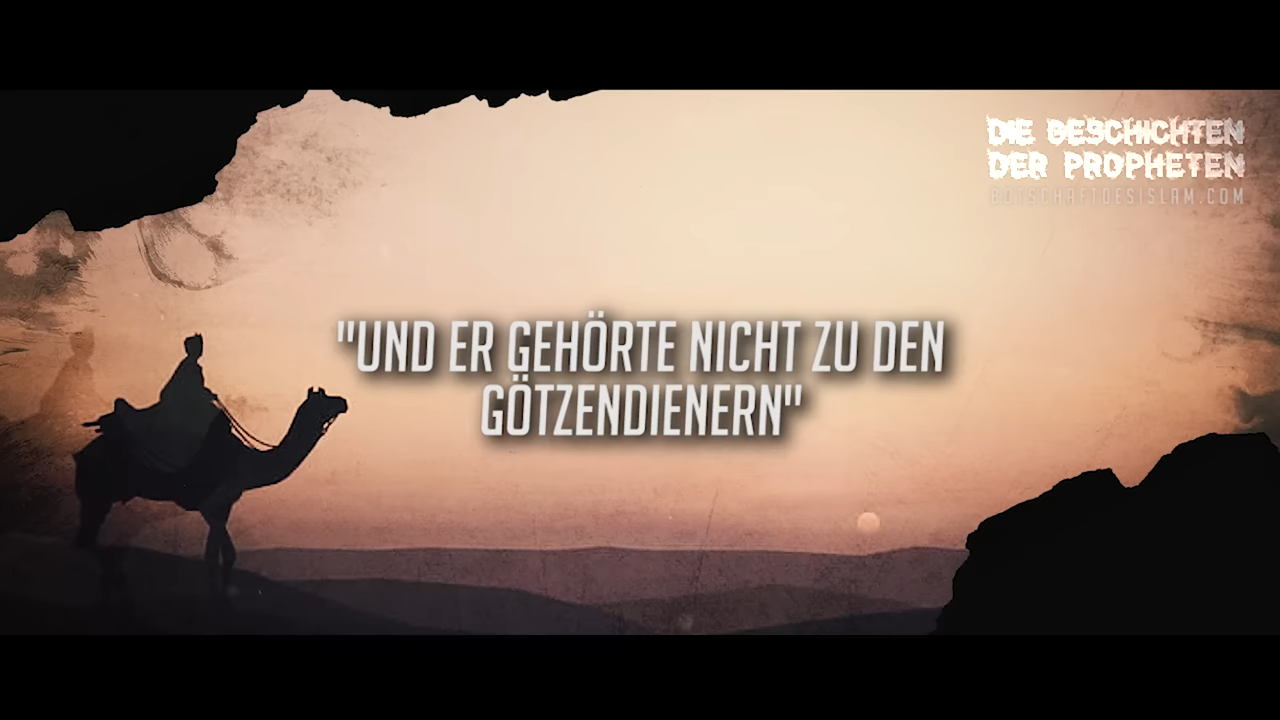 DIE GESCHICHTEN
DER PROPHETEN
BOTSCHAFTDESISLAM.COM
"UND ER GEHÖRTE NICHT ZU DEN
GÖTZENDIENERN"